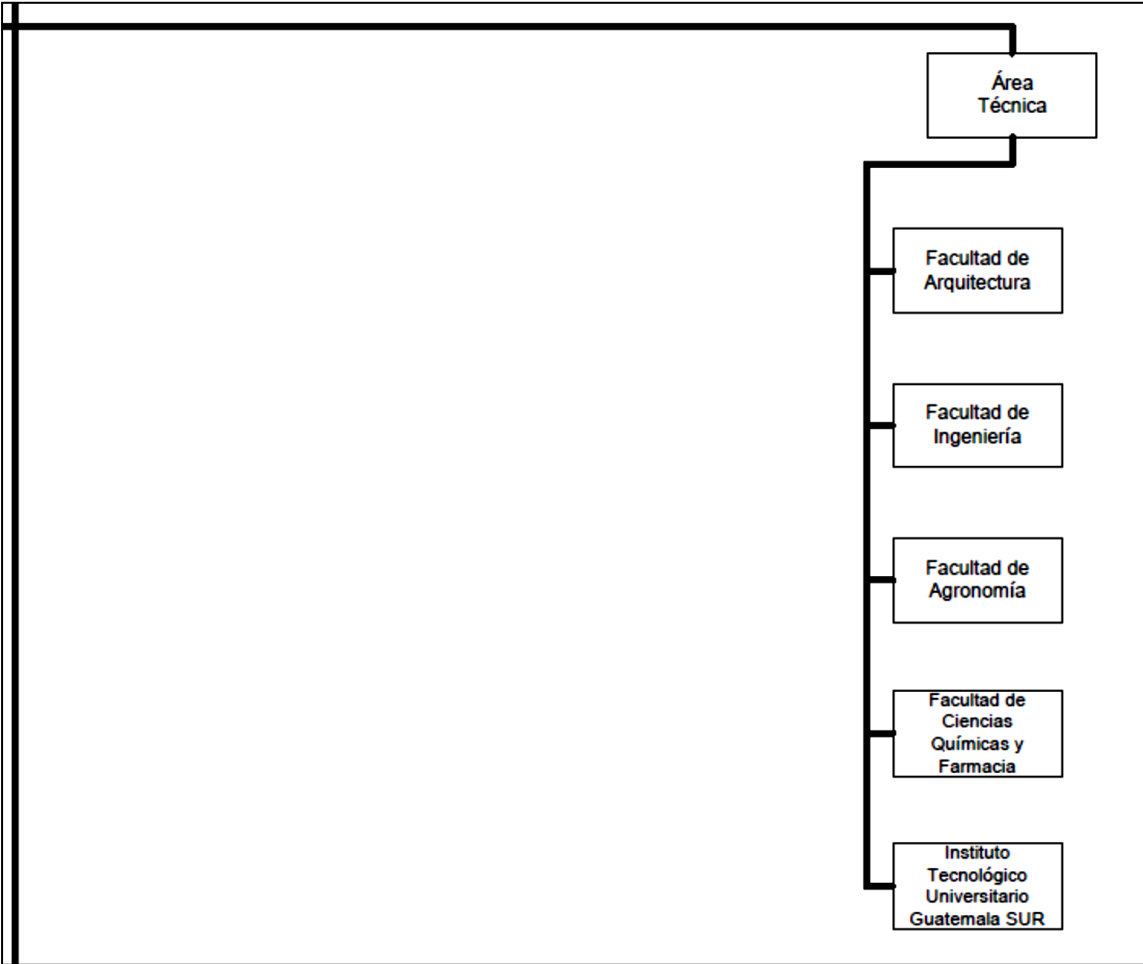 Área
Técnica
Facultad de
Arquitectura
Facultad de
Ingeniería
Facultad de
Agronomía
Facultad de
Ciencias
Químicas y
Farmacia
Instituto
Tecnológico
Universitario
Guatemala SUR